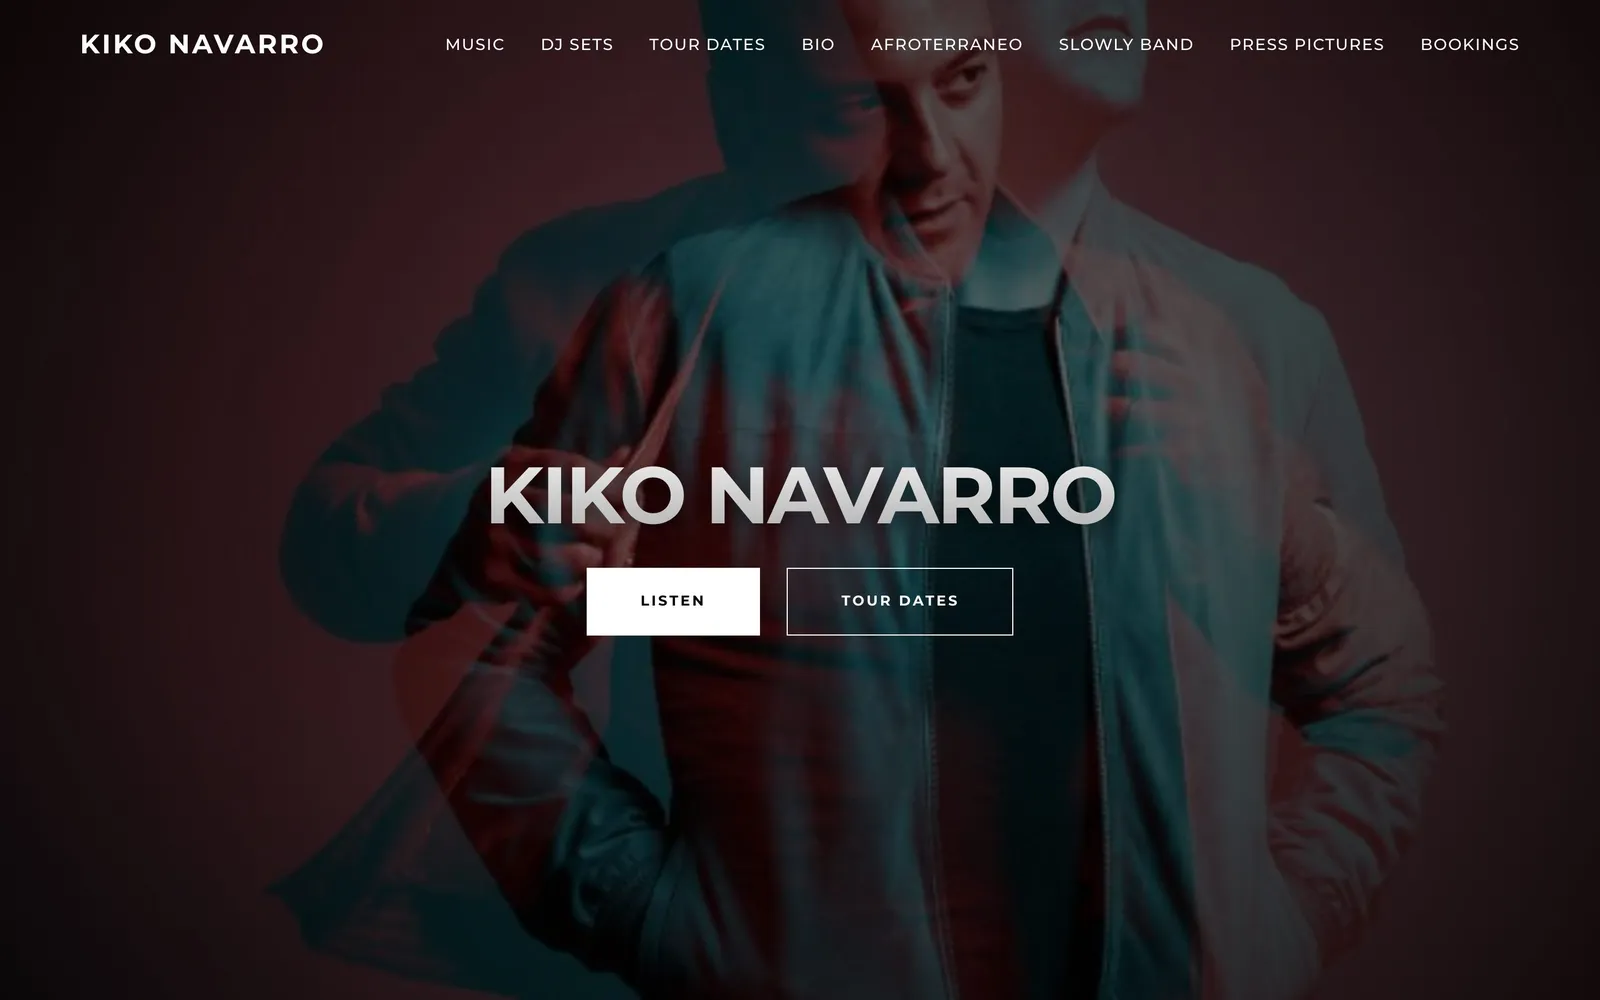 KIKO NAVARRO
MUSIC DJ SETS TOUR DATES BIO AFROTERRANEO SLOWLY BAND PRESS PICTURES BOOKINGS
KIKO NAVARRO
LISTEN TOUR DATES